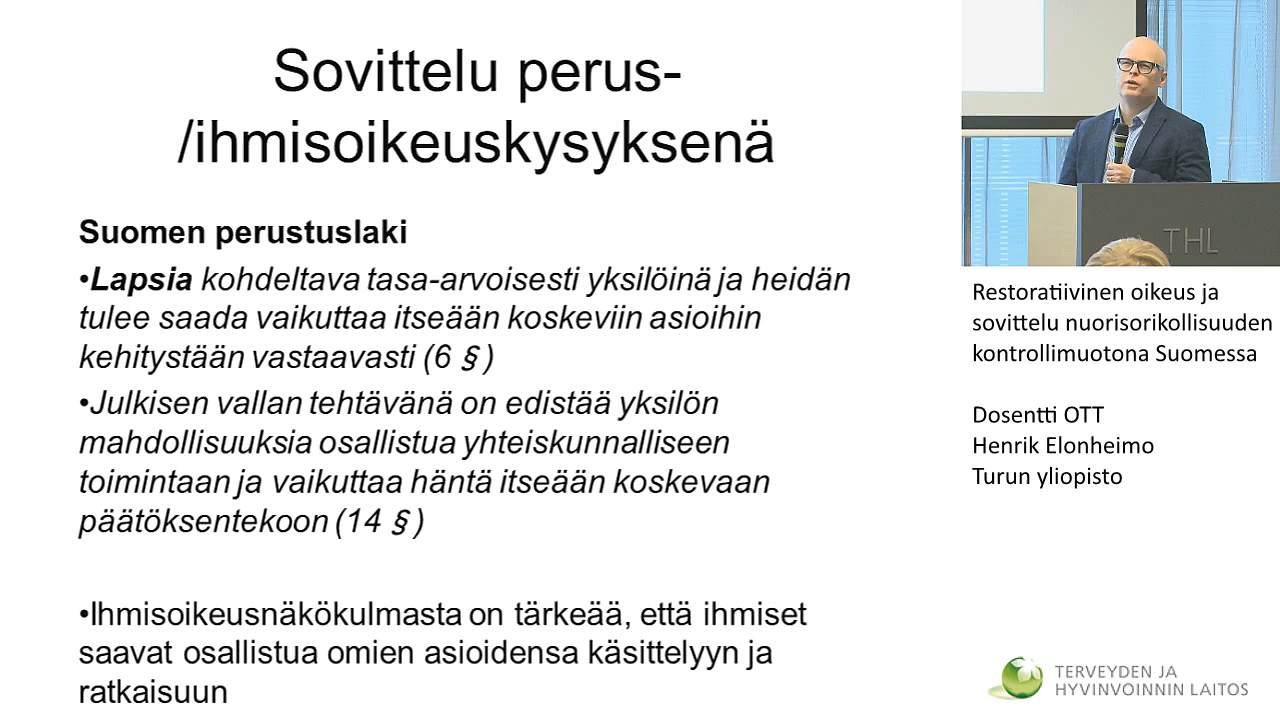 Sovittelu perus-
/ihmisoikeuskysyksenä
Suomen perustuslaki
•Lapsia kohdeltava tasa-arvoisesti yksilöinä ja heidän
tulee saada vaikuttaa itseään koskeviin asioihin
kehitystään vastaavasti (6 §)
•Julkisen vallan tehtävänä on edistää yksilön
mahdollisuuksia osallistua yhteiskunnalliseen
toimintaan ja vaikuttaa häntä itseään koskevaan
päätöksentekoon (14 §)
•Ihmisoikeusnäkökulmasta on tärkeää, että ihmiset
saavat osallistua omien asioidensa käsittelyyn ja
ratkaisuun
THL
Restoratiivinen oikeus ja
sovittelu nuorisorikollisuuden
kontrollimuotona Suomessa
Dosentti OTT
Henrik Elonheimo
Turun yliopisto
TERVEYDEN JA
HYVINVOINNIN LAITOS